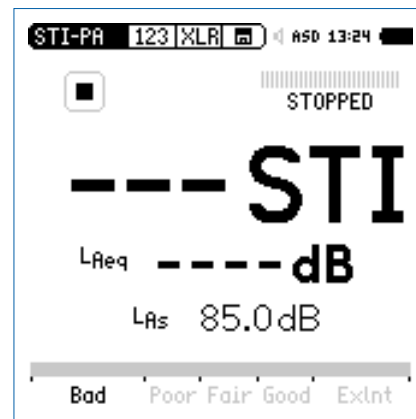 STI-PA 123 XLR ASD 13:24
STOPPED
--- STI
LAeq ----dB
LAS 85.0dB
Bad Poor Fair Good Exlnt